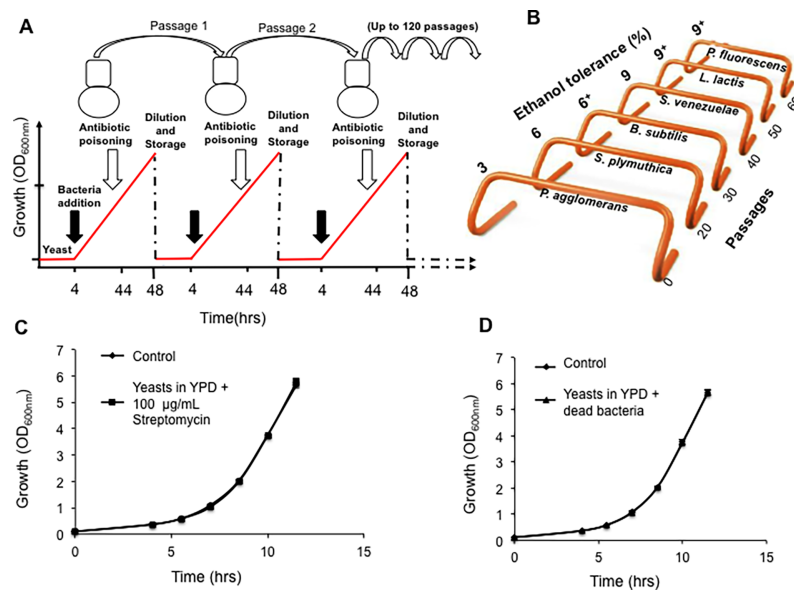 A
Passage 1
Passage 2
(Up to 120 passages)
Antibiotic poisoning
Dilution and Storage
Antibiotic poisoning
Dilution and Storage
Antibiotic poisoning
Dilution and Storage
Growth (OD600nm)
Bacteria addition
Yeast
4
44
48
4
44
48
4
44
48
Time(hrs)
B
Ethanol tolerance (%)
3
6
6+
9
9+
9+
P. agglomerans
S. plymuthica
B. subtilis
S. venezuelae
L. lactis
P. fluorescens
0
20
30
40
50
60
Passages
C
Control
Yeasts in YPD +
100 µg/mL
Streptomycin
Growth (OD600nm)
7
6
5
4
3
2
1
0
0
5
10
15
Time (hrs)
D
Control
Yeasts in YPD +
dead bacteria
Growth (OD600nm)
7
6
5
4
3
2
1
0
0
5
10
15
Time (hrs)